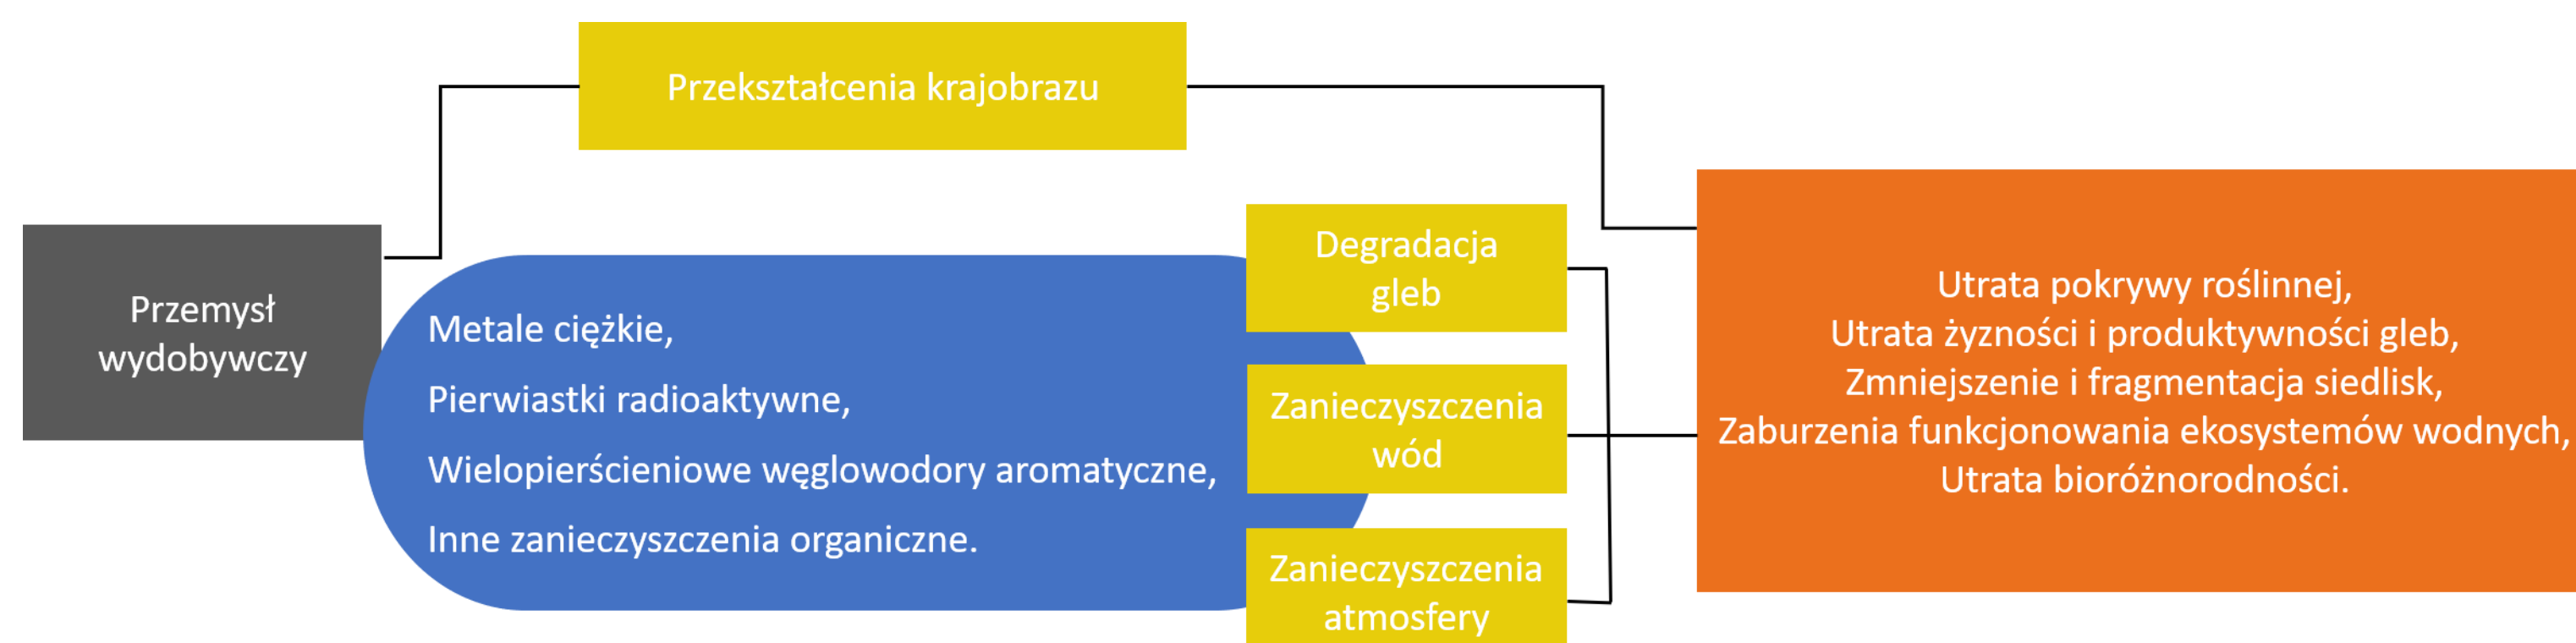 Przekształcenia krajobrazu
Przemysł
wydobywczy
Metale ciężkie,
Pierwiastki radioaktywne,
Wielopierścieniowe węglowodory aromatyczne,
Inne zanieczyszczenia organiczne.
Degradacja
gleb
Zanieczyszczenia
wód
Zanieczyszczenia
atmosfery
Utrata pokrywy roślinnej,
Utrata żyzności i produktywności gleb,
Zmniejszenie i fragmentacja siedlisk,
Zaburzenia funkcjonowania ekosystemów wodnych,
Utrata bioróżnorodności.